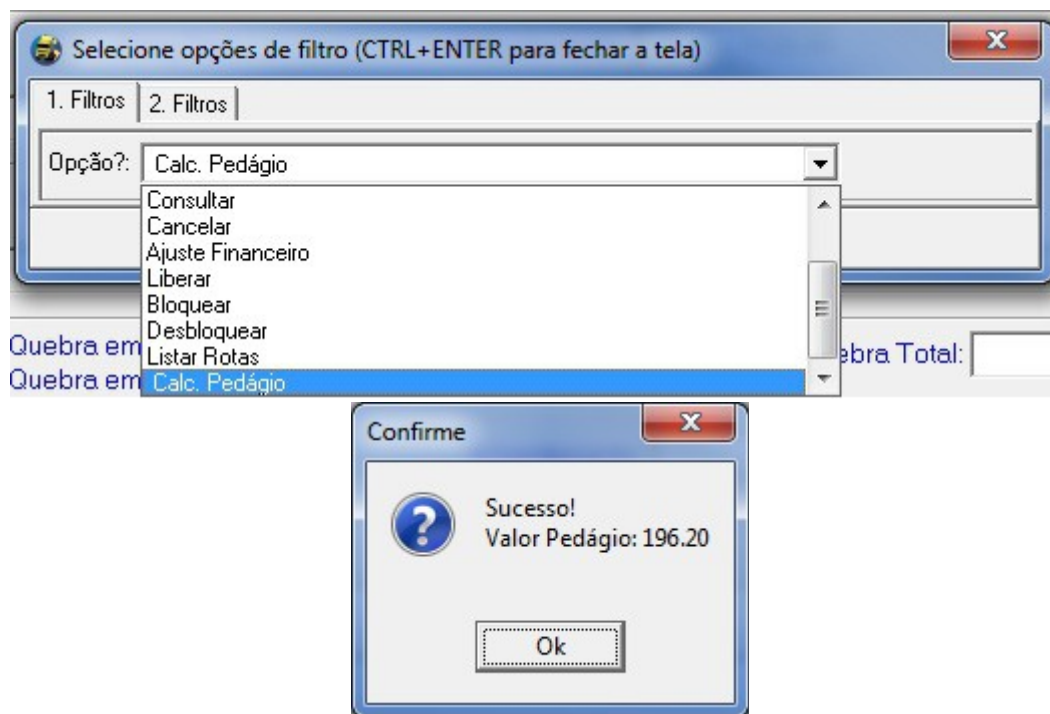 Selecione opções de filtro (CTRL+ENTER para fechar a tela)
1. Filtros
2. Filtros
Opção?: Calc. Pedágio
Consultar
Cancelar
Ajuste Financeiro
Liberar
Bloquear
Desbloquear
Listar Rotas
Calc. Pedágio
Quebra em
ebra Total:
Quebra em
Confirme
Sucesso!
Valor Pedágio: 196.20
Ok